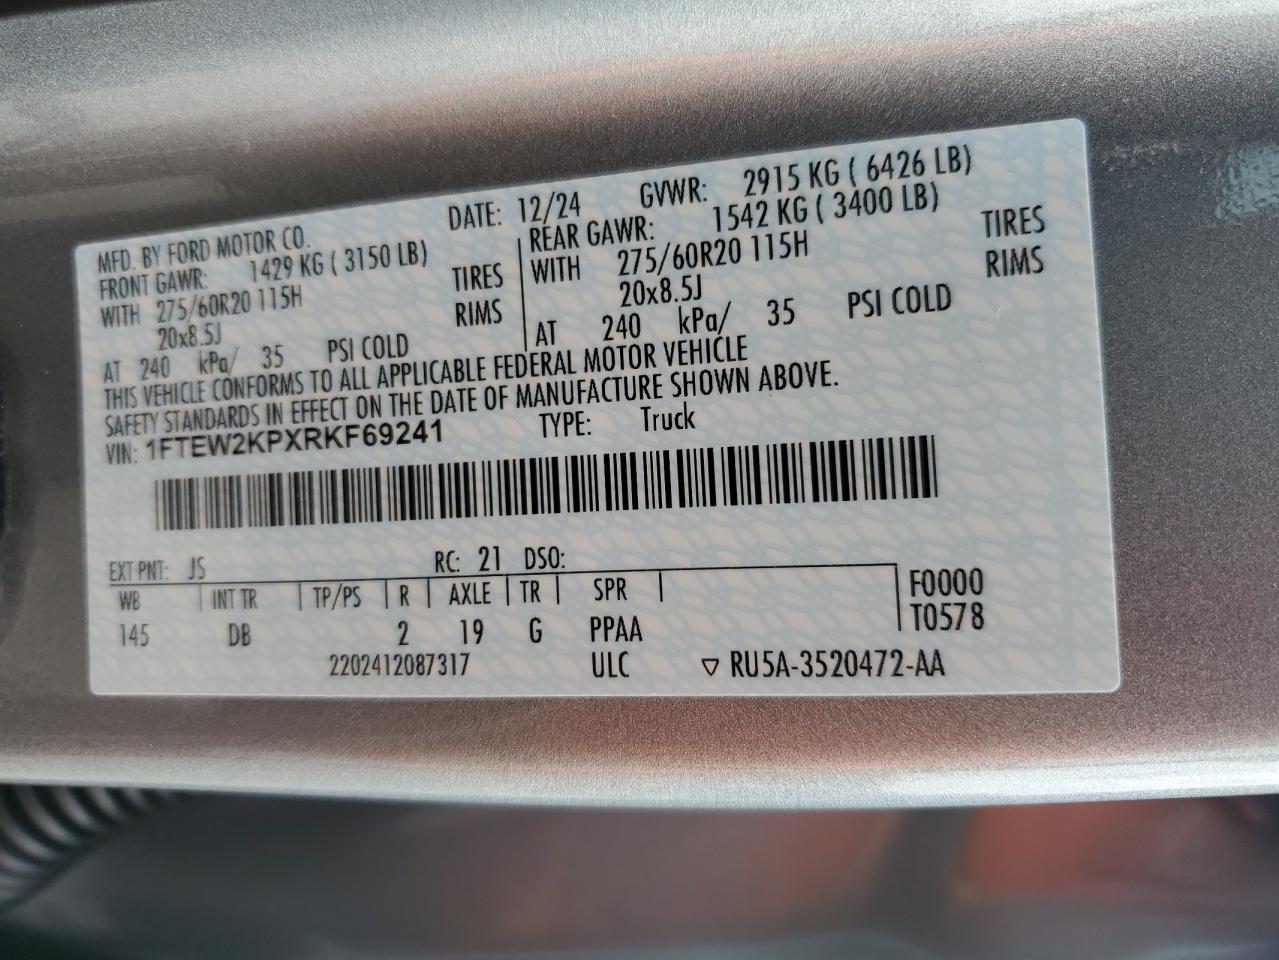 MFD. BY FORD MOTOR CO. DATE: 12/24 GVWR: 2915 KG ( 6426 LB)
FRONT GAWR: 1429 KG ( 3150 LB) REAR GAWR: 1542 KG ( 3400 LB)
WITH 275/60R20 115H TIRES WITH 275/60R20 115H TIRES
20x8.5J RIMS 20x8.5J RIMS
AT 240 kPa/ 35 PSI COLD AT 240 kPa/ 35 PSI COLD
THIS VEHICLE CONFORMS TO ALL APPLICABLE FEDERAL MOTOR VEHICLE
SAFETY STANDARDS IN EFFECT ON THE DATE OF MANUFACTURE SHOWN ABOVE.
VIN: 1FTEW2KPXRKF69241 TYPE: Truck
EXT PNT: JS RC: 21 DSO:
WB INT TR TP/PS R AXLE TR SPR F0000
145 DB 2 19 G PPAA T0578
2202412087317 ULC ▽ RU5A-3520472-AA